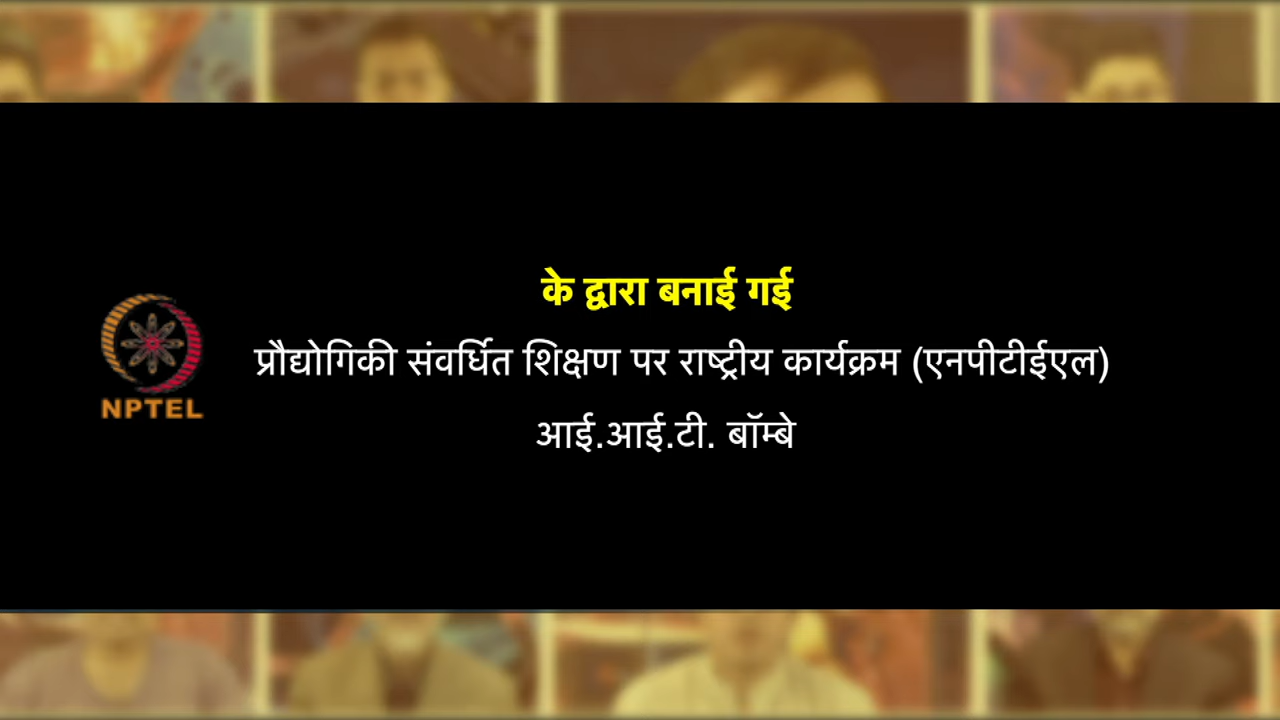 के द्वारा बनाई गई
प्रौद्योगिकी संवर्धित शिक्षण पर राष्ट्रीय कार्यक्रम (एनपीटीईएल)
आई.आई.टी. बॉम्बे
NPTEL